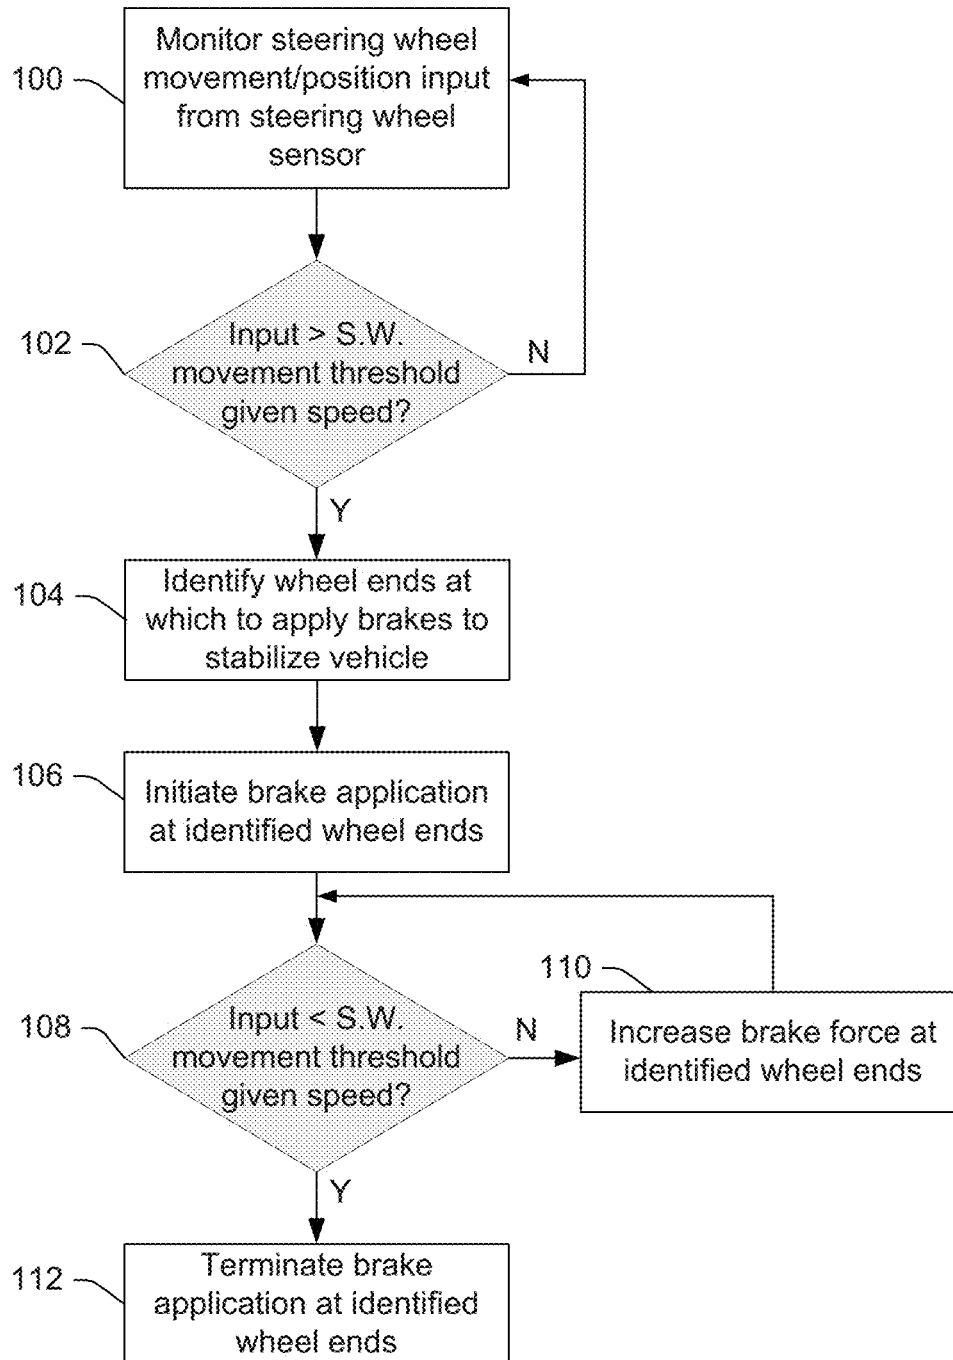 100
Monitor steering wheel
movement/position input
from steering wheel
sensor
102
Input > S.W.
movement threshold
given speed?
N
Y
104
Identify wheel ends at
which to apply brakes to
stabilize vehicle
106
Initiate brake application
at identified wheel ends
108
Input < S.W.
movement threshold
given speed?
N
110
Increase brake force at
identified wheel ends
Y
112
Terminate brake
application at identified
wheel ends